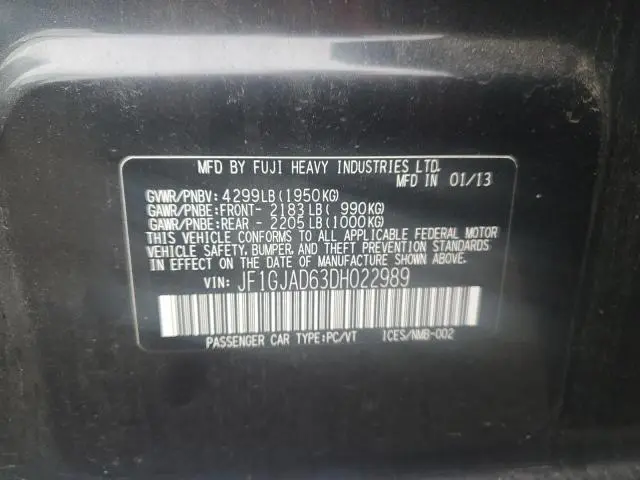 MFD BY FUJI HEAVY INDUSTRIES LTD.
MFD IN 01/13
GVWR/PNBV: 4299LB(1950KG)
GAWR/PNBE:FRONT- 2183LB( 990KG)
GAWR/PNBE:REAR - 2205LB(1000KG)
THIS VEHICLE CONFORMS TO ALL APPLICABLE FEDERAL MOTOR
VEHICLE SAFETY, BUMPER, AND THEFT PREVENTION STANDARDS
IN EFFECT ON THE DATE OF MANUFACTURE SHOWN ABOVE.
VIN: JF1GJAD63DH022989
PASSENGER CAR TYPE:PC/VT ICES/NMB-002